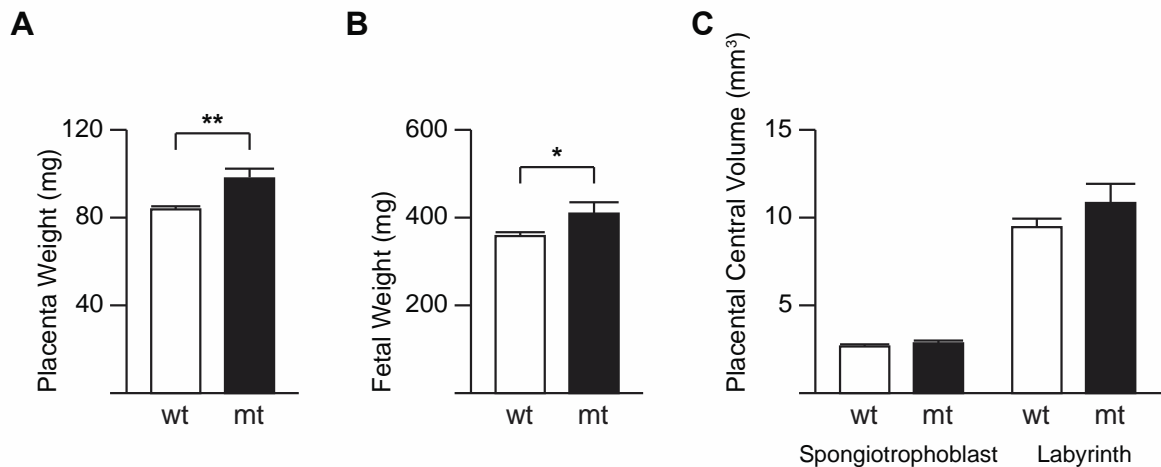 A
Placenta Weight (mg)
120
80
40
**
wt mt
B
Fetal Weight (mg)
600
400
200
*
wt mt
C
Placental Central Volume (mm³)
15
10
5
wt mt wt mt
Spongiotrophoblast Labyrinth